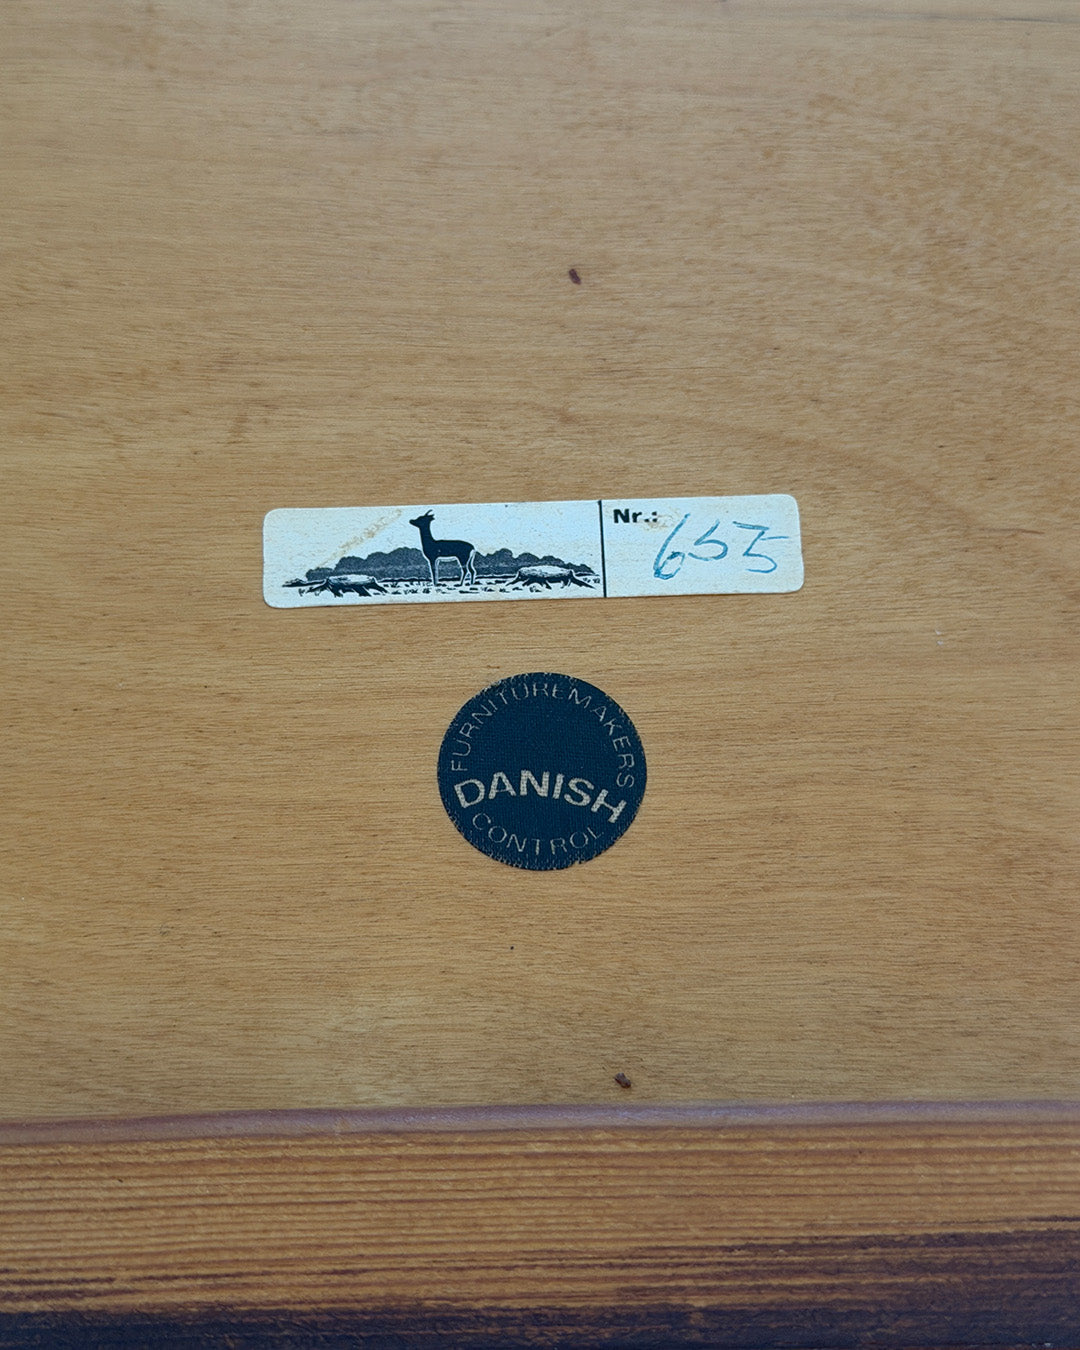 Nr.: 655
FURNITUREMAKERS
DANISH
CONTROL